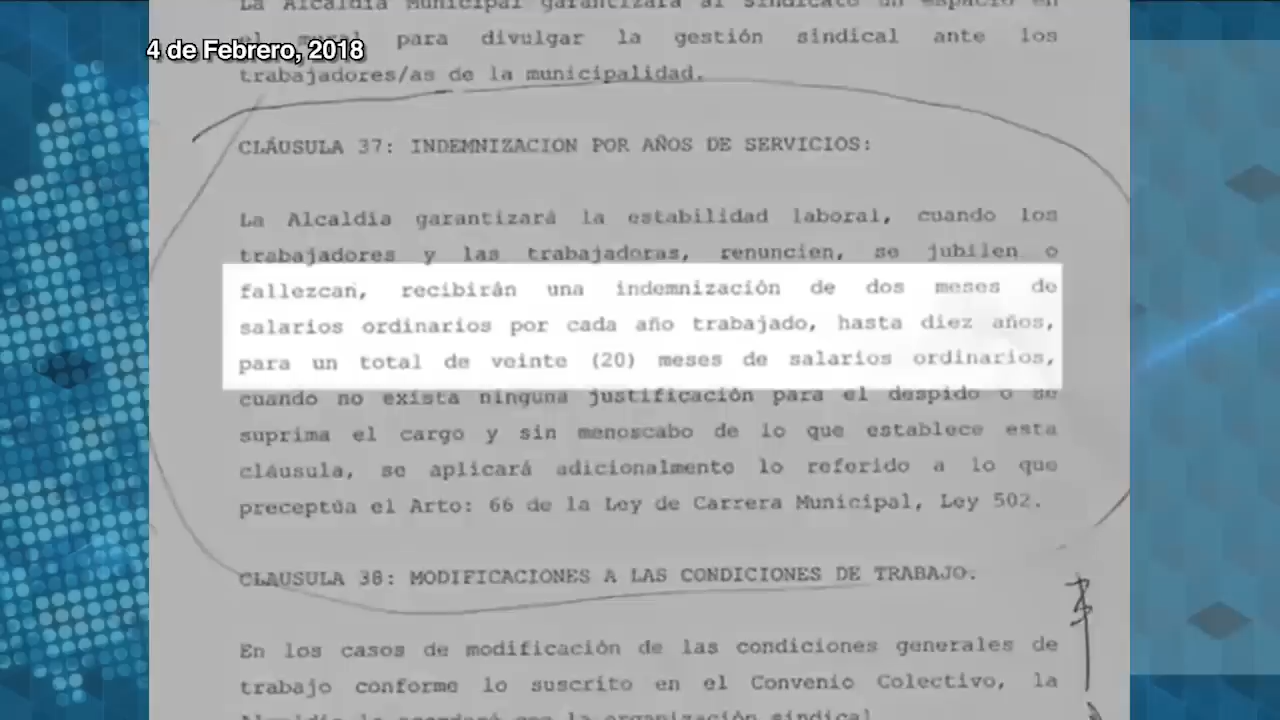 La Alcaldía Municipal garantizará al sindicato un espacio en
4 de Febrero, 2018
el mural para divulgar la gestión sindical ante los
trabajadores/as de la municipalidad.
CLÁUSULA 37: INDEMNIZACION POR AÑOS DE SERVICIOS:
La Alcaldía garantizará la estabilidad laboral, cuando los
trabajadores y las trabajadoras, renuncien, se jubilen o
fallezcan, recibirán una indemnización de dos meses de
salarios ordinarios por cada año trabajado, hasta diez años,
para un total de veinte (20) meses de salarios ordinarios,
cuando no exista ninguna justificación para el despido o se
suprima el cargo y sin menoscabo de lo que establece esta
cláusula, se aplicará adicionalmente lo referido a lo que
preceptúa el Arto: 66 de la Ley de Carrera Municipal, Ley 502.
CLAUSULA 38: MODIFICACIONES A LAS CONDICIONES DE TRABAJO.
En los casos de modificación de las condiciones generales de
trabajo conforme lo suscrito en el Convenio Colectivo, la
Alcaldía lo acordará con la organización sindical